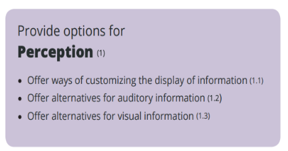 Provide options for
Perception (1)
• Offer ways of customizing the display of information (1.1)
• Offer alternatives for auditory information (1.2)
• Offer alternatives for visual information (1.3)